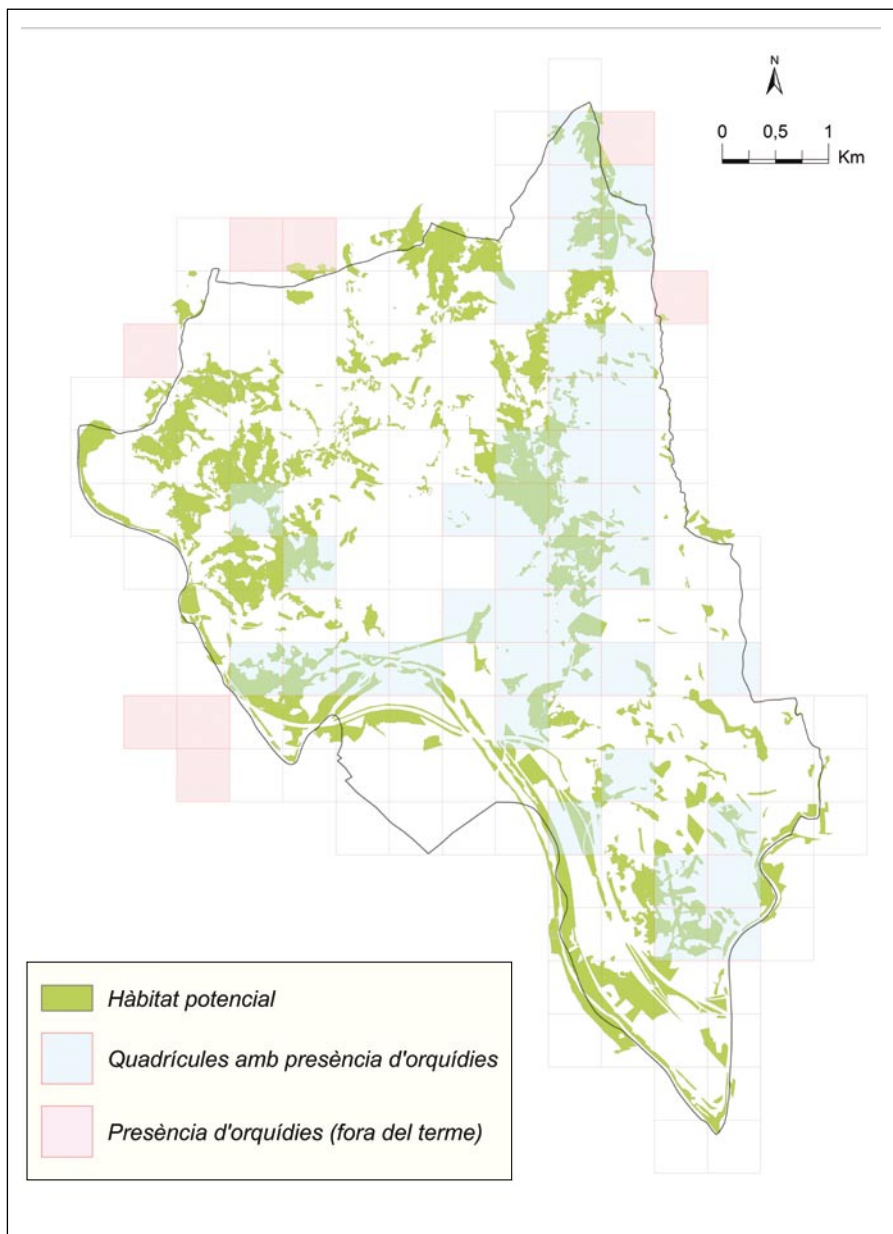 N
0 0,5 1
Km
Hàbitat potencial
Quadrícules amb presència d'orquídies
Presència d'orquídies (fora del terme)